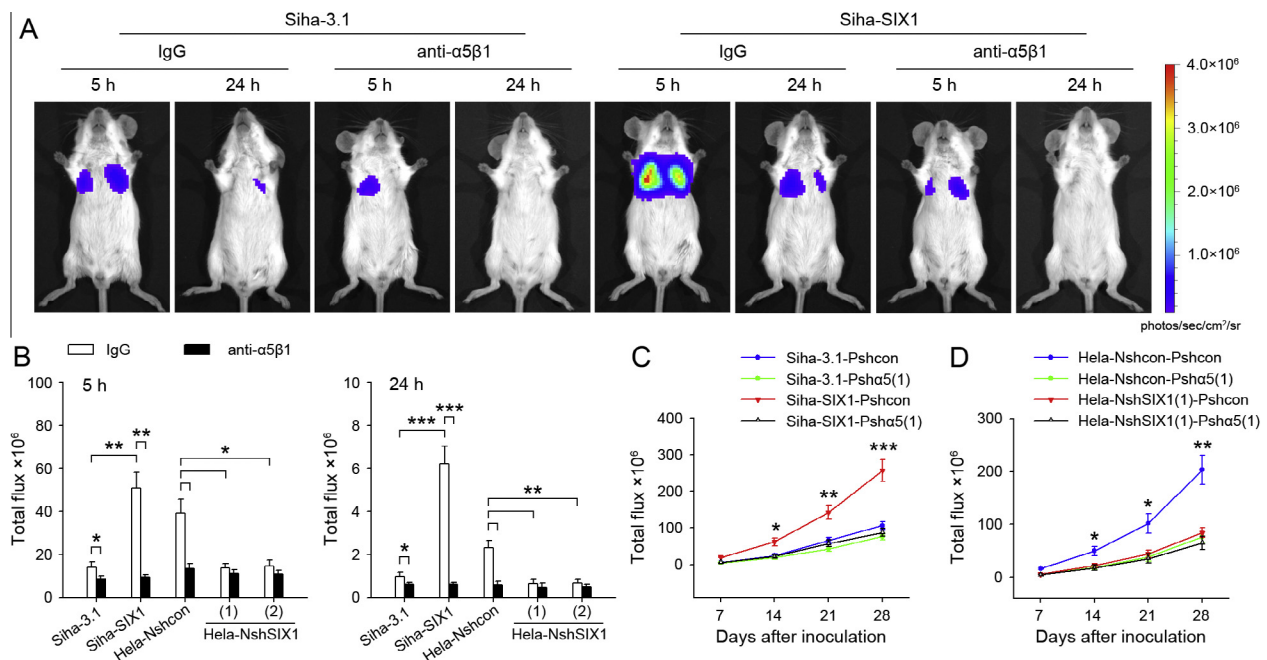 A
Siha-3.1 Siha-SIX1
IgG anti-α5β1 IgG anti-α5β1
5 h 24 h 5 h 24 h 5 h 24 h 5 h 24 h
4.0×10⁶
3.0×10⁶
2.0×10⁶
1.0×10⁶
photos/sec/cm²/sr
B
IgG anti-α5β1
5 h
Total flux ×10⁶
100
80
60
40
20
0
** ** * *
Siha-3.1 Siha-SIX1 Hela-Nshcon (1) (2)
Hela-NshSIX1
24 h
Total flux ×10⁶
10
8
6
4
2
0
*** *** ** *
Siha-3.1 Siha-SIX1 Hela-Nshcon (1) (2)
Hela-NshSIX1
C
Siha-3.1-Pshcon
Siha-3.1-Pshα5(1)
Siha-SIX1-Pshcon
Siha-SIX1-Pshα5(1)
Total flux ×10⁶
400
300
200
100
0
* ** ***
7 14 21 28
Days after inoculation
D
Hela-Nshcon-Pshcon
Hela-Nshcon-Pshα5(1)
Hela-NshSIX1(1)-Pshcon
Hela-NshSIX1(1)-Pshα5(1)
Total flux ×10⁶
300
200
100
0
* * **
7 14 21 28
Days after inoculation